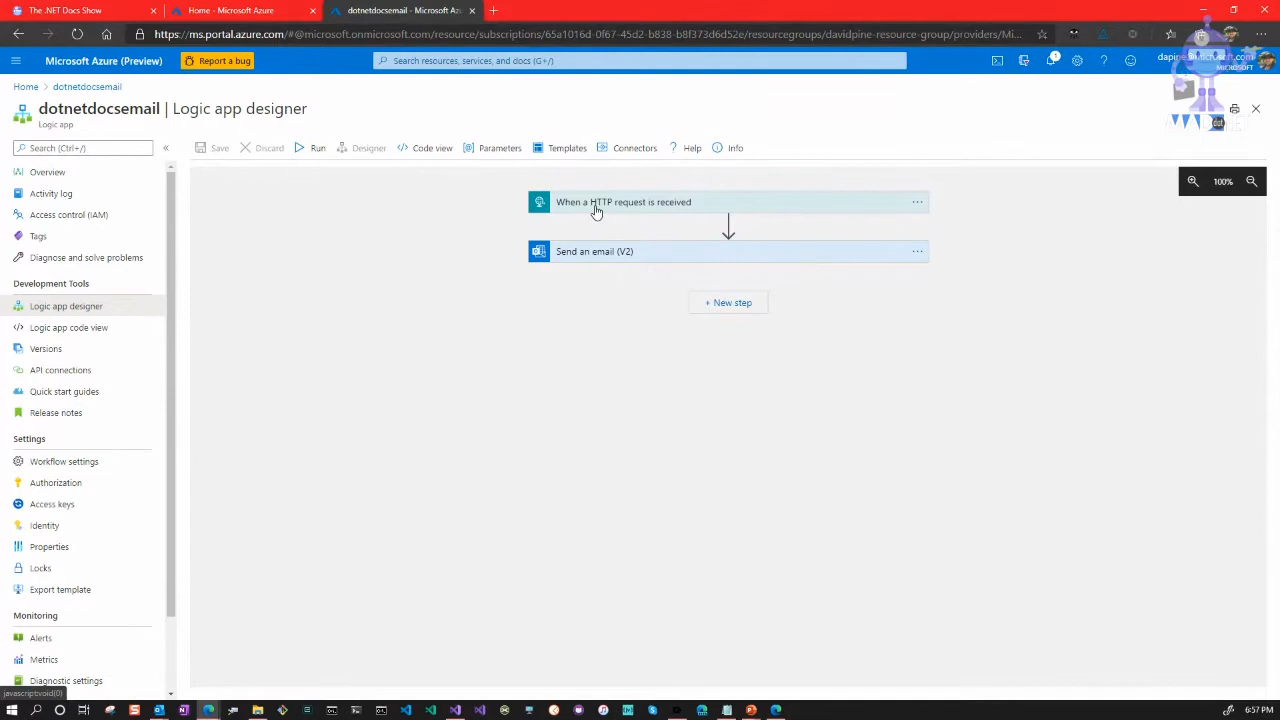 The .NET Docs Show
Home - Microsoft Azure
dotnetdocsemail - Microsoft Az
https://ms.portal.azure.com/#@microsoft.onmicrosoft.com/resource/subscriptions/65a1016d-0f67-45d2-b838-b8f373d6d52e/resourcegroups/davidpine-resource-group/providers/Mi...
Microsoft Azure (Preview)
Report a bug
Search resources, services, and docs (G+/)
1
MICROSOFT
Home > dotnetdocsemail
dotnetdocsemail | Logic app designer
Logic app
Search (Ctrl+/)
«
Save
Discard
Run
Designer
Code view
Parameters
Templates
Connectors
Help
Info
Overview
Activity log
Access control (IAM)
Tags
Diagnose and solve problems
Development Tools
Logic app designer
Logic app code view
Versions
API connections
Quick start guides
Release notes
Settings
Workflow settings
Authorization
Access keys
Identity
Properties
Locks
Export template
Monitoring
Alerts
Metrics
Diagnostic settings
When a HTTP request is received
Send an email (V2)
+ New step
100%
javascript:void(0)
6:57 PM